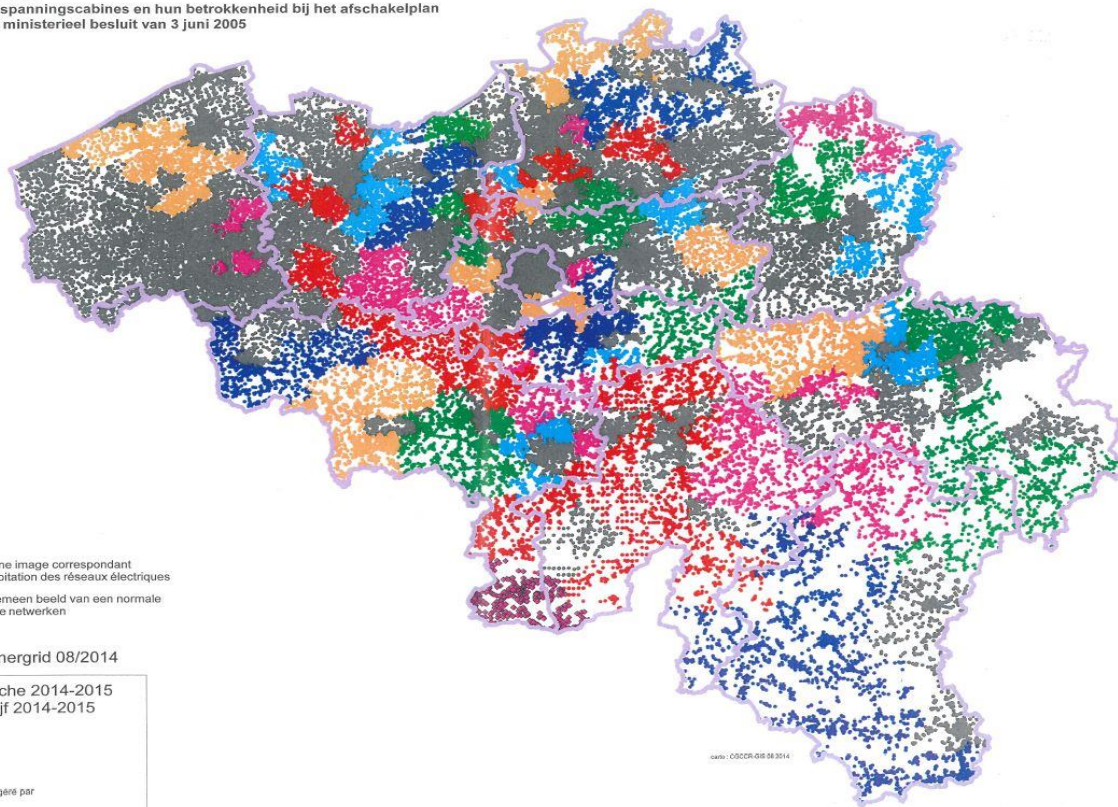 spanningscabines en hun betrokkenheid bij het afschakelplan
ministerieel besluit van 3 juni 2005
ne image correspondant
oitation des réseaux électriques
emeen beeld van een normale
e netwerken
nergrid 08/2014
che 2014-2015
jf 2014-2015
carto : CGCCR-GIS 08 2014
géré par